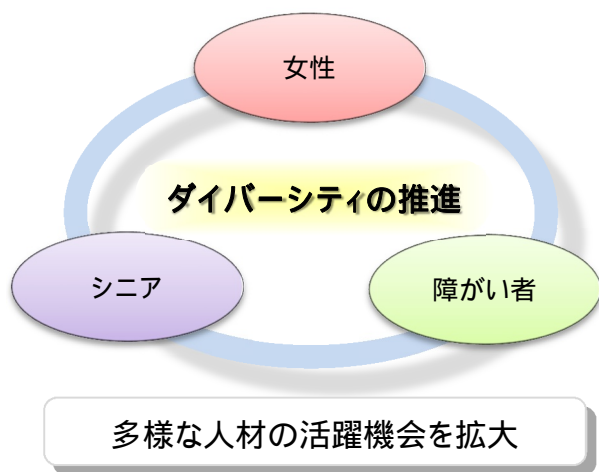 女性
ダイバーシティの推進
シニア
障がい者
多様な人材の活躍機会を拡大